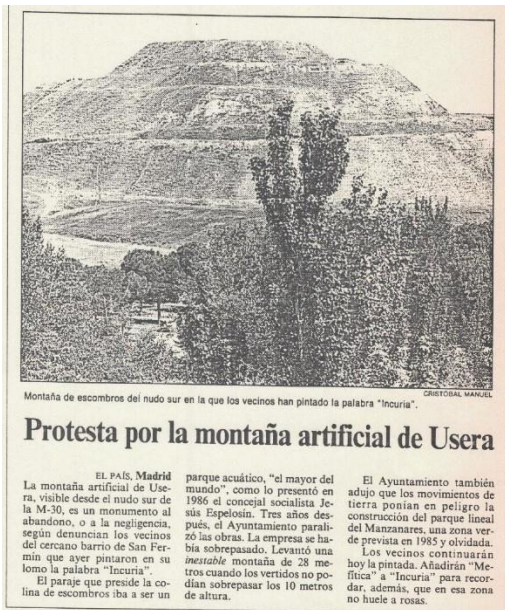 Montaña de escombros del nudo sur en la que los vecinos han pintado la palabra "Incuria".
CRISTÓBAL MANUEL
Protesta por la montaña artificial de Usera
EL PAÍS, Madrid
La montaña artificial de Use-
ra, visible desde el nudo sur de
la M-30, es un monumento al
abandono, o a la negligencia,
según denuncian los vecinos
del cercano barrio de San Fer-
mín que ayer pintaron en su
lomo la palabra "Incuria".
El paraje que preside la co-
lina de escombros iba a ser un
parque acuático, "el mayor del
mundo", como lo presentó en
1986 el concejal socialista Je-
sús Espelosín. Tres años des-
pués, el Ayuntamiento parali-
zó las obras. La empresa se ha-
bía sobrepasado. Levantó una
inestable montaña de 28 me-
tros cuando los vertidos no po-
dían sobrepasar los 10 metros
de altura.
El Ayuntamiento también
adujo que los movimientos de
tierra ponían en peligro la
construcción del parque lineal
del Manzanares, una zona ver-
de prevista en 1985 y olvidada.
Los vecinos continuarán
hoy la pintada. Añadirán "Me-
fítica" a "Incuria" para recor-
dar, además, que en esa zona
no huele a rosas.